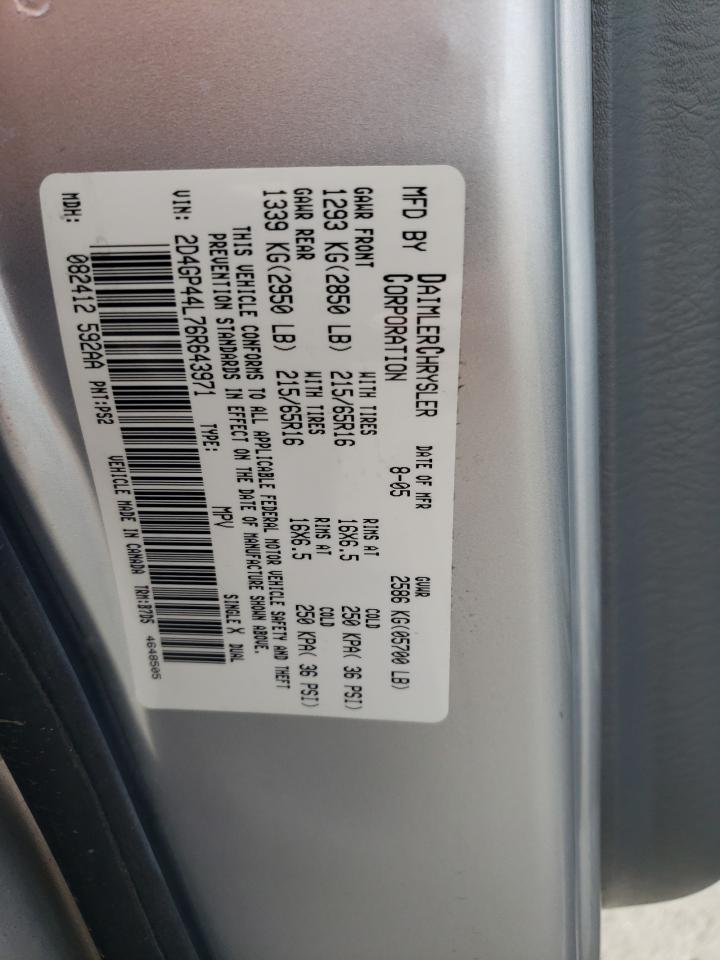 MFD BY DAIMLERCHRYSLER CORPORATION
DATE OF MFR 8-05
GVWR 2586 KG(05700 LB)
GAWR FRONT WITH TIRES RIMS AT COLD
1293 KG(2850 LB) 215/65R16 16X6.5 250 KPA( 36 PSI)
GAWR REAR WITH TIRES RIMS AT COLD
1339 KG(2950 LB) 215/65R16 16X6.5 250 KPA( 36 PSI)
THIS VEHICLE CONFORMS TO ALL APPLICABLE FEDERAL MOTOR VEHICLE SAFETY AND THEFT
PREVENTION STANDARDS IN EFFECT ON THE DATE OF MANUFACTURE SHOWN ABOVE.
VIN: 2D4GP44L76R643971 TYPE: MPV SINGLE X DUAL
MDH: 082412 592AA PNT:PS2 VEHICLE MADE IN CANADA TRM:B7D5 4648505